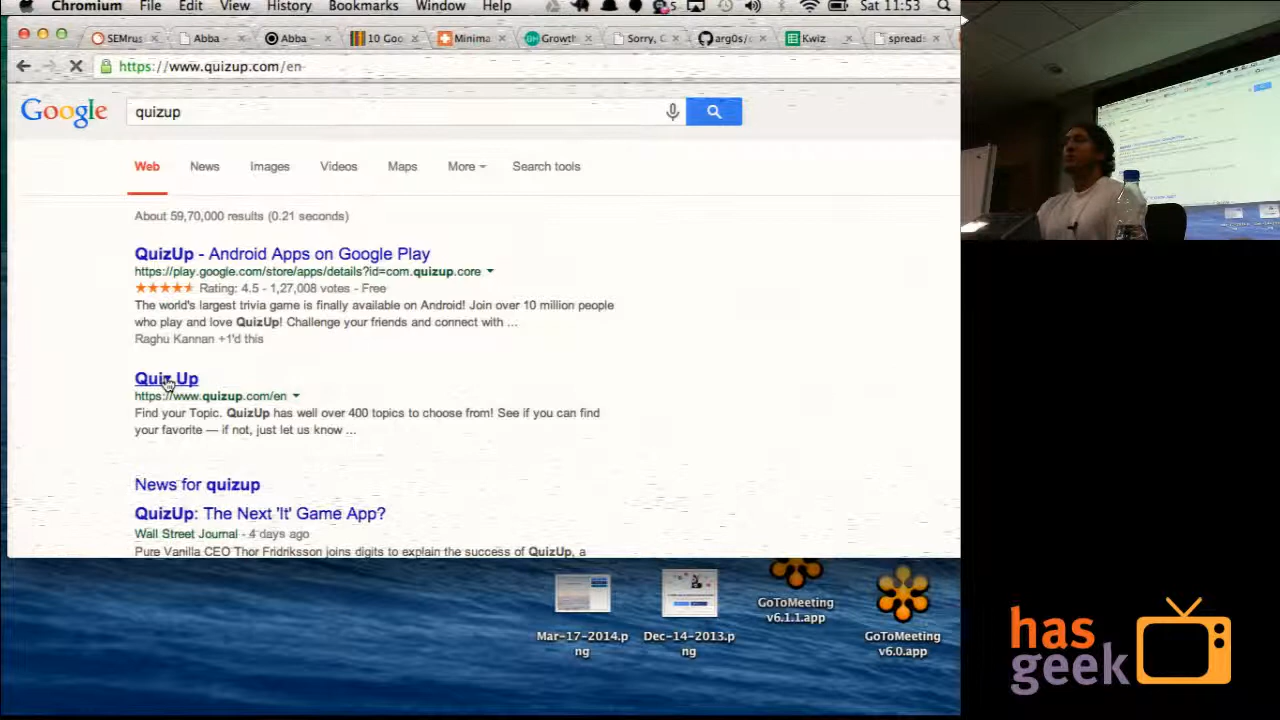 Chromium File Edit View History Bookmarks Window Help 5 Sat 11:53
SEMrus Abba - Abba - 10 Goo Minima Growth Sorry, C arg0s/c Kwiz spread
https://www.quizup.com/en
Google quizup
Web News Images Videos Maps More Search tools
About 59,70,000 results (0.21 seconds)
QuizUp - Android Apps on Google Play
https://play.google.com/store/apps/details?id=com.quizup.core
Rating: 4.5 - 1,27,008 votes - Free
The world's largest trivia game is finally available on Android! Join over 10 million people
who play and love QuizUp! Challenge your friends and connect with ...
Raghu Kannan +1'd this
QuizUp
https://www.quizup.com/en
Find your Topic. QuizUp has well over 400 topics to choose from! See if you can find
your favorite — if not, just let us know ...
News for quizup
QuizUp: The Next 'It' Game App?
Wall Street Journal - 4 days ago
Pure Vanilla CEO Thor Fridriksson joins digits to explain the success of QuizUp, a
Mar-17-2014.p
ng
Dec-14-2013.p
ng
GoToMeeting
v6.1.1.app
GoToMeeting
v6.0.app
has
geek